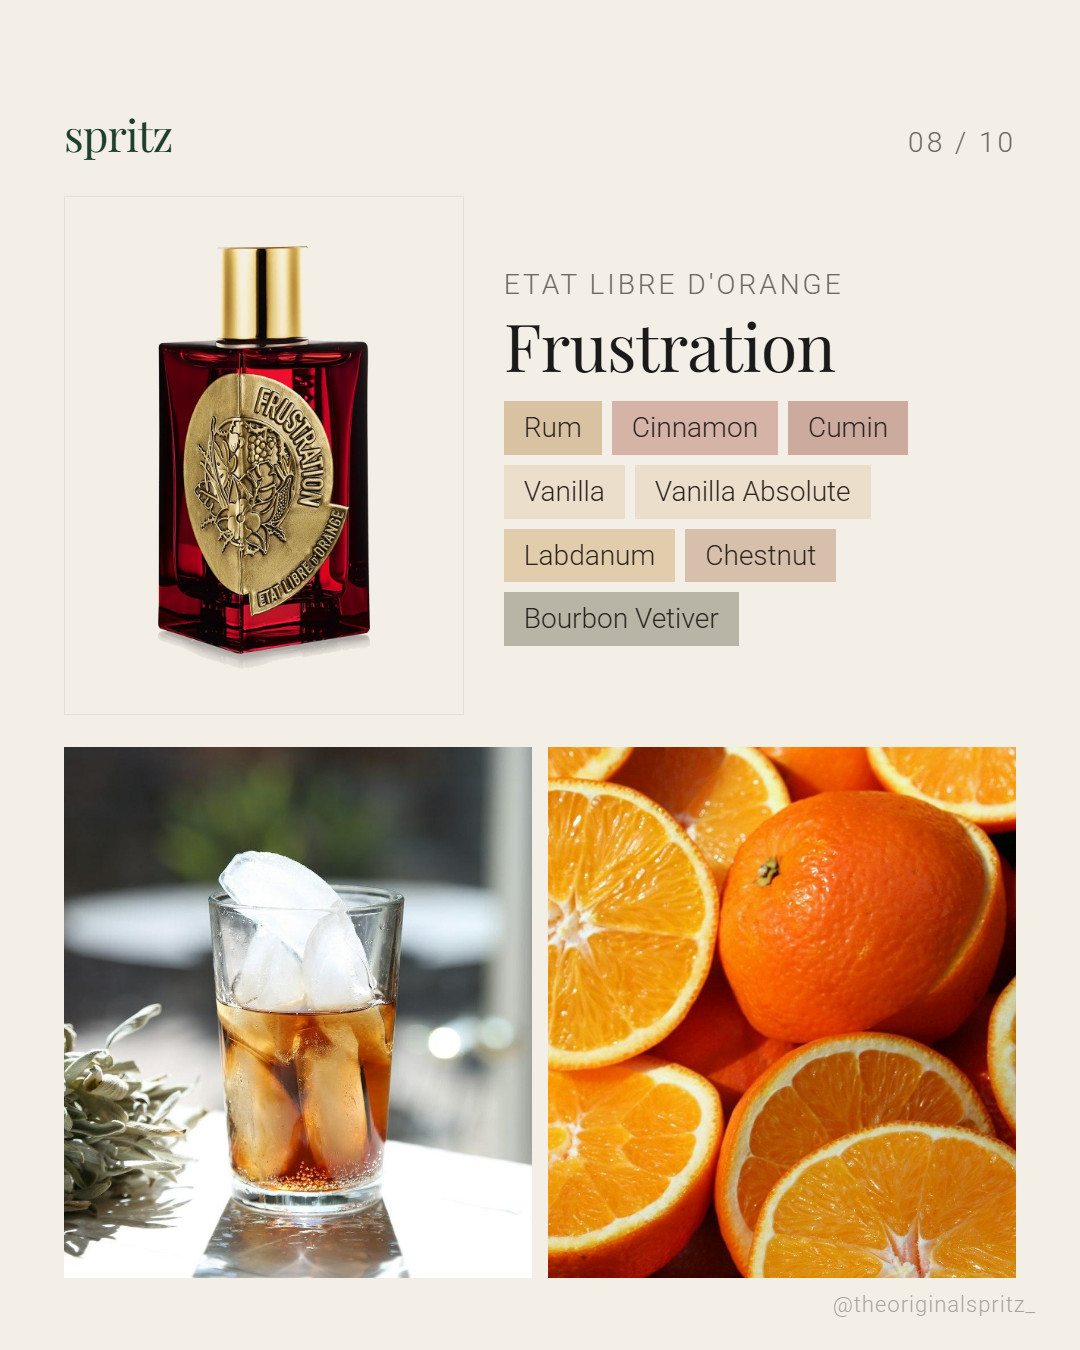 spritz
08 / 10
ETAT LIBRE D'ORANGE
Frustration
Rum Cinnamon Cumin
Vanilla Vanilla Absolute
Labdanum Chestnut
Bourbon Vetiver
FRUSTRATION
ETAT LIBRE D'ORANGE
@theoriginalspritz_